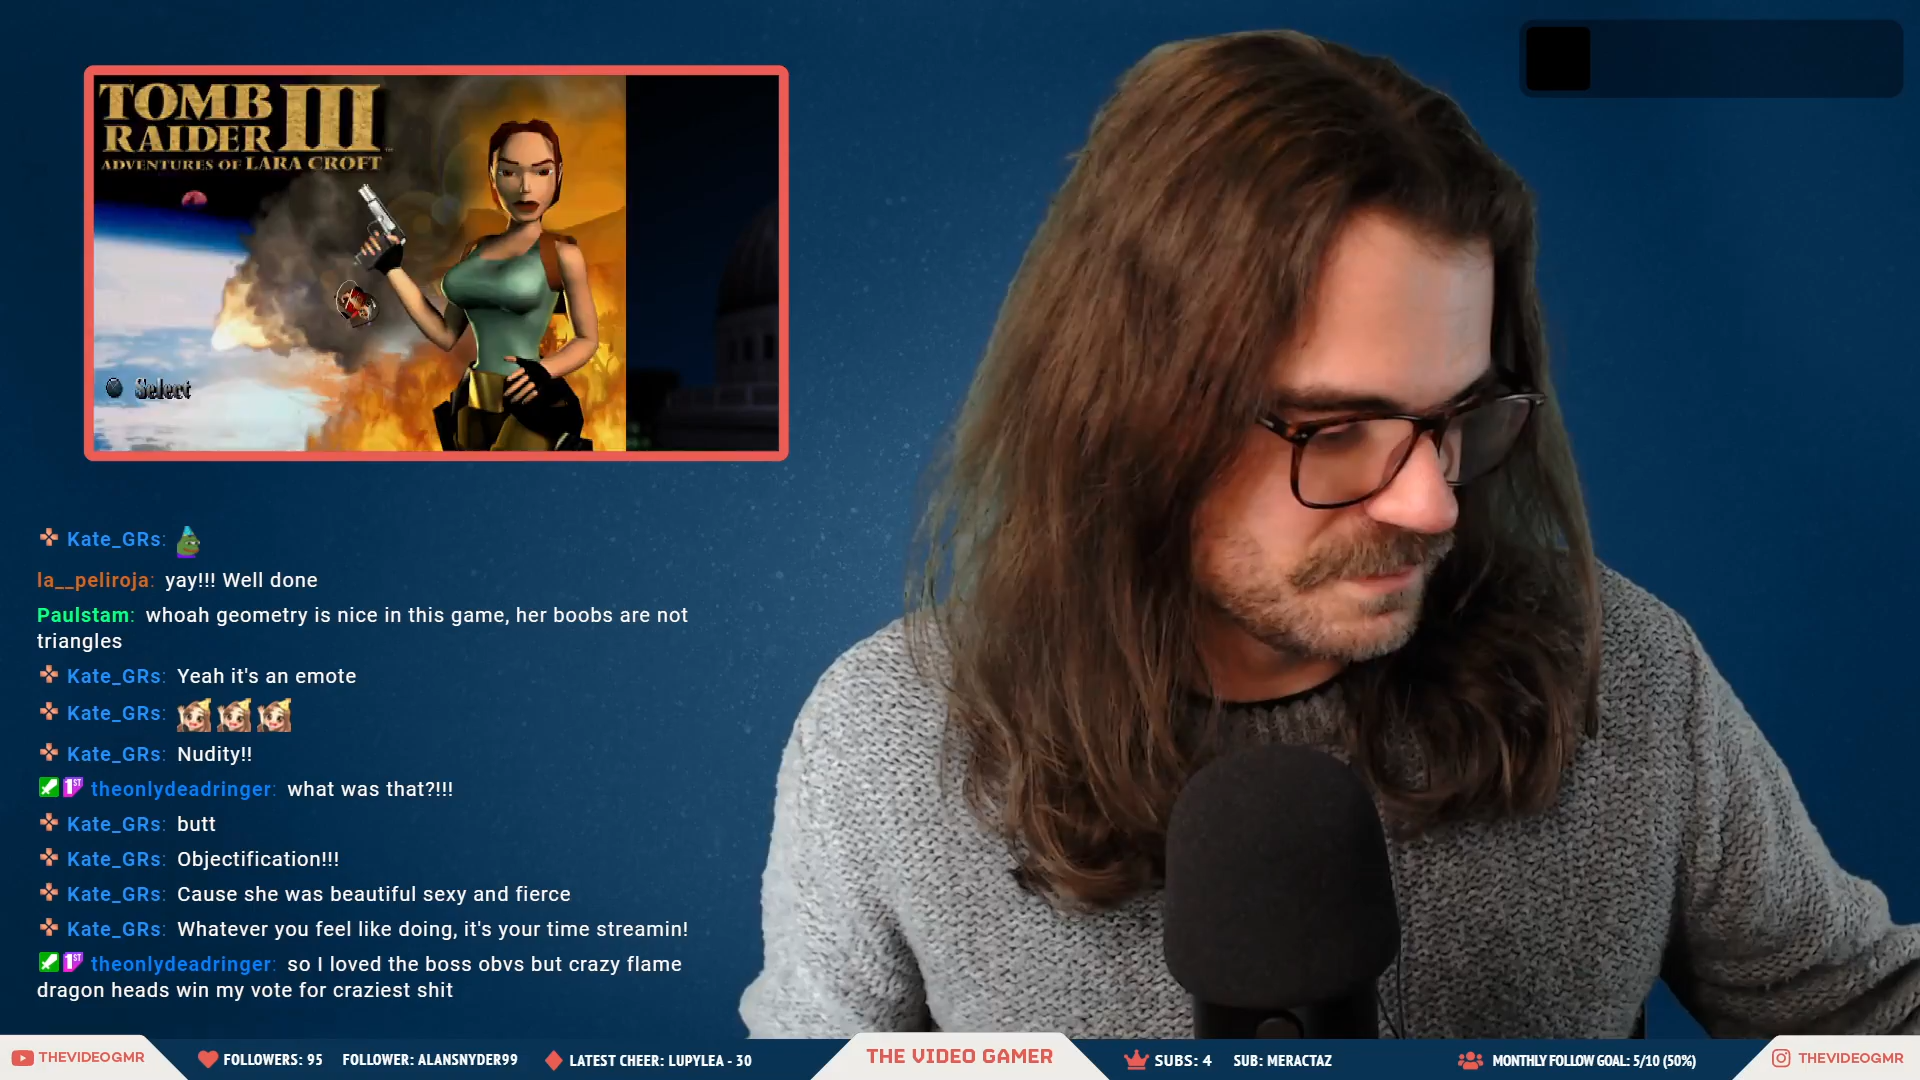 TOMB
RAIDER III
ADVENTURES OF LARA CROFT
Select
Kate_GRs:
la__peliroja: yay!!! Well done
Paulstam: whoah geometry is nice in this game, her boobs are not
triangles
Kate_GRs: Yeah it's an emote
Kate_GRs:
Kate_GRs: Nudity!!
1ST theonlydeadringer: what was that?!!!
Kate_GRs: butt
Kate_GRs: Objectification!!!
Kate_GRs: Cause she was beautiful sexy and fierce
Kate_GRs: Whatever you feel like doing, it's your time streamin!
1ST theonlydeadringer: so I loved the boss obvs but crazy flame
dragon heads win my vote for craziest shit
THEVIDEOGMR FOLLOWERS: 95 FOLLOWER: ALANSNYDER99 LATEST CHEER: LUPYLEA - 30 THE VIDEO GAMER SUBS: 4 SUB: MERACTAZ MONTHLY FOLLOW GOAL: 5/10 (50%) THEVIDEOGMR